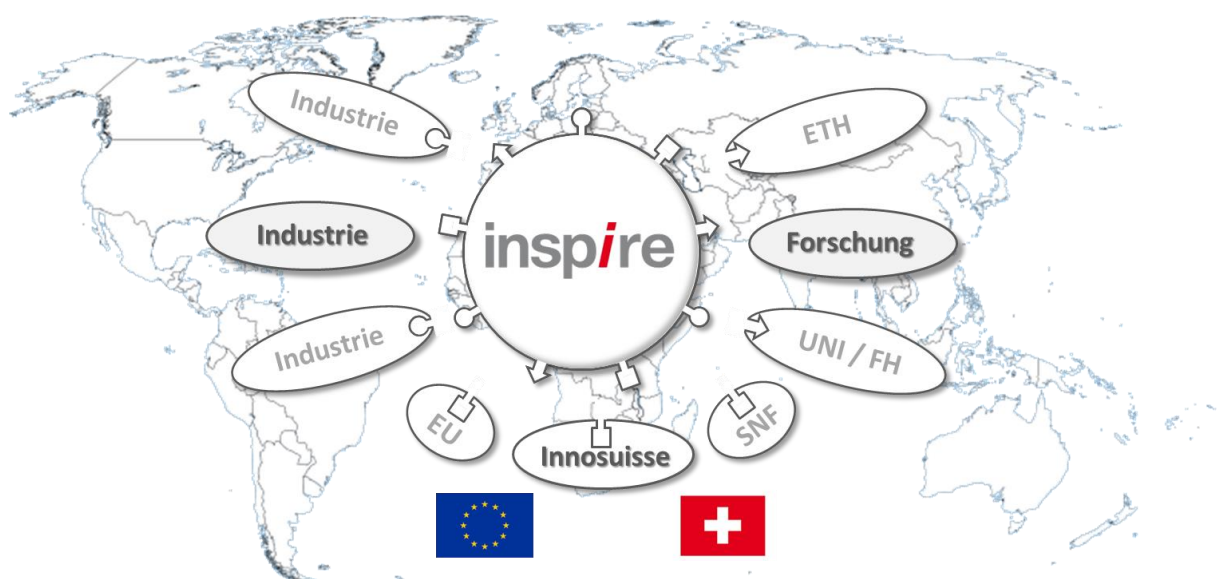 Industrie
ETH
Industrie
inspire
Forschung
Industrie
UNI / FH
EU
Innosuisse
SNF